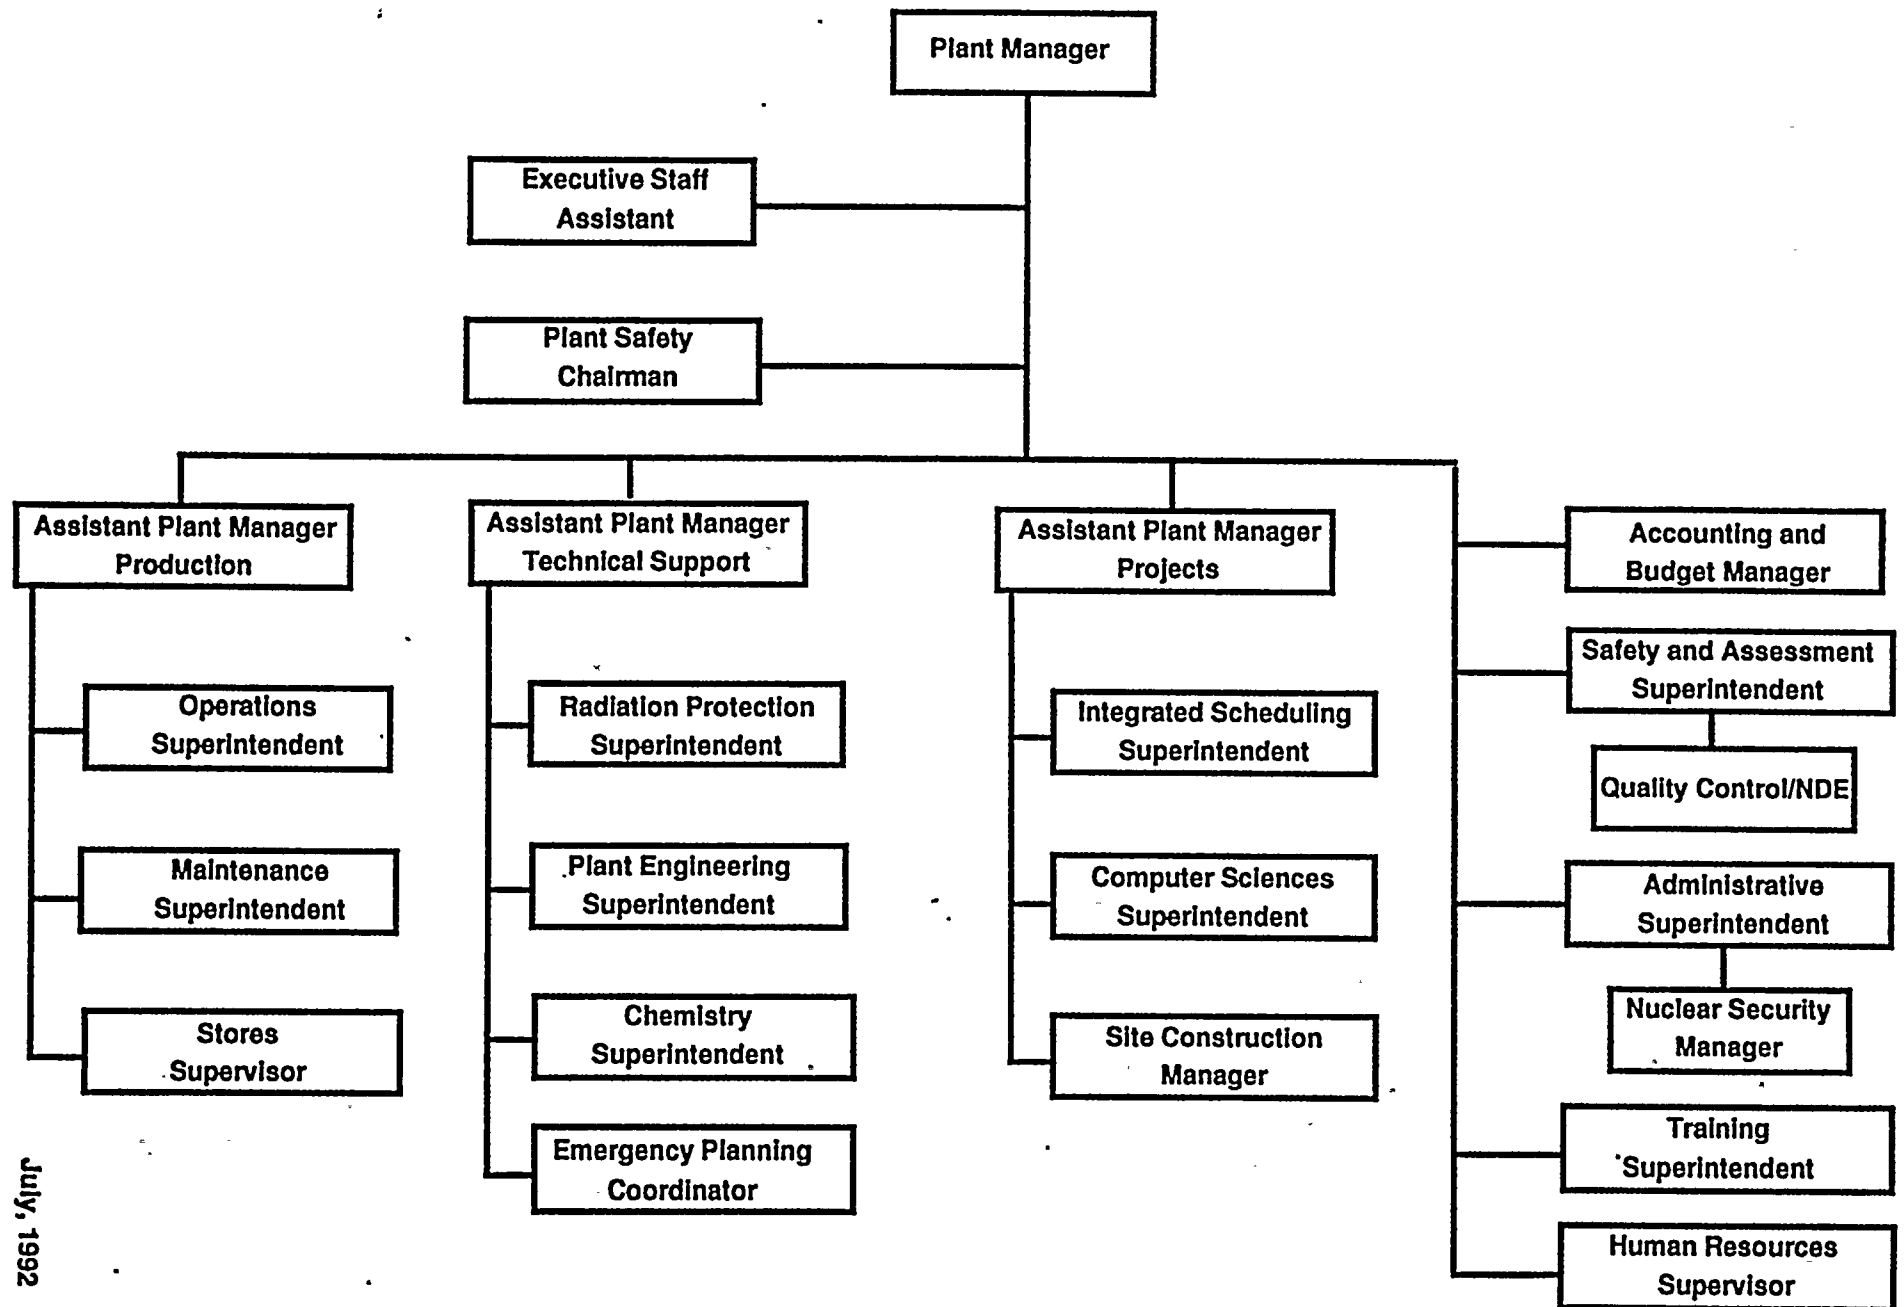 Plant Manager
Executive Staff
Assistant
Plant Safety
Chairman
Assistant Plant Manager
Production
Operations
Superintendent
Maintenance
Superintendent
Stores
Supervisor
Assistant Plant Manager
Technical Support
Radiation Protection
Superintendent
Plant Engineering
Superintendent
Chemistry
Superintendent
Emergency Planning
Coordinator
Assistant Plant Manager
Projects
Integrated Scheduling
Superintendent
Computer Sciences
Superintendent
Site Construction
Manager
Accounting and
Budget Manager
Safety and Assessment
Superintendent
Quality Control/NDE
Administrative
Superintendent
Nuclear Security
Manager
Training
Superintendent
Human Resources
Supervisor
July, 1992